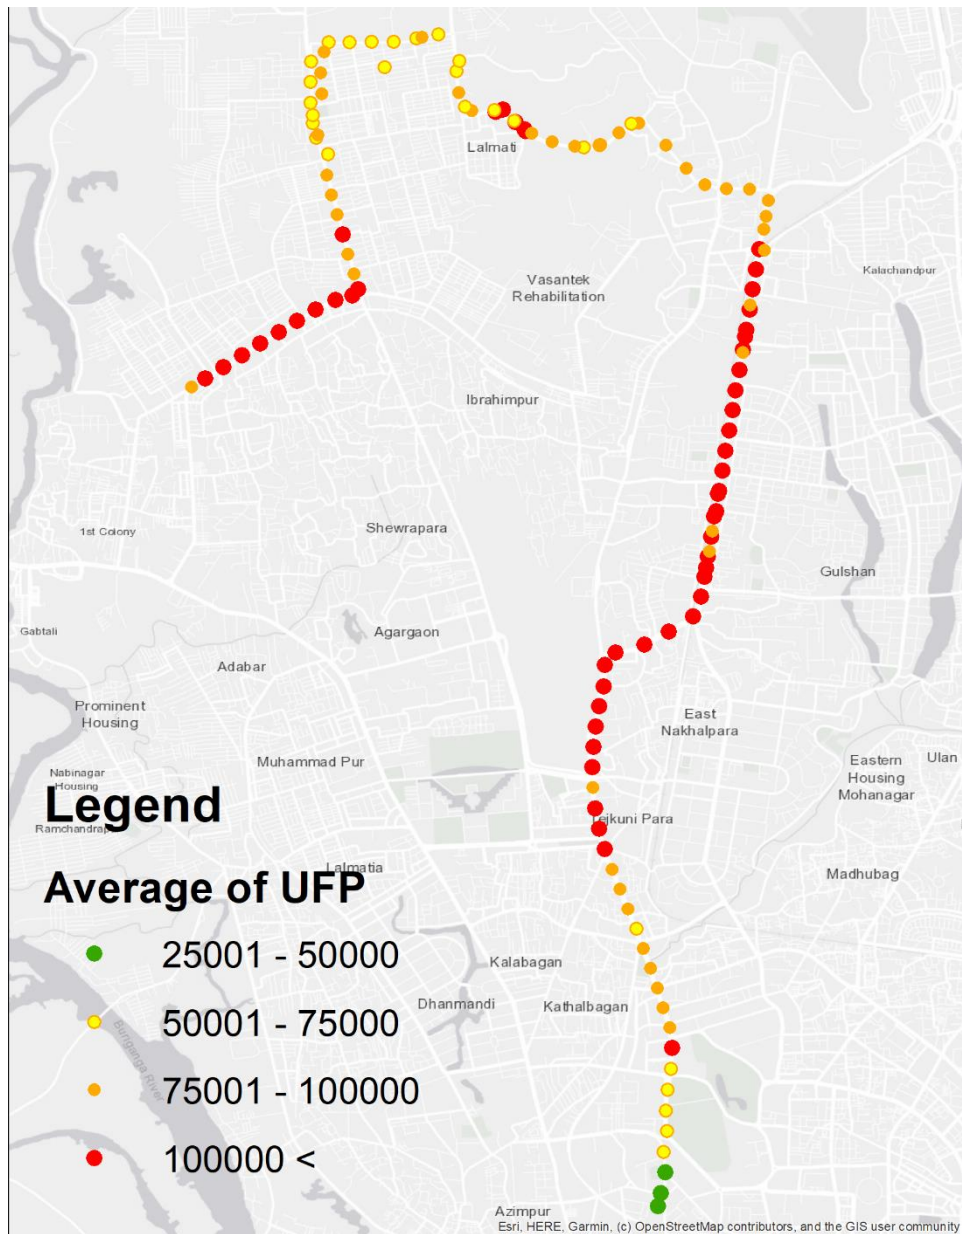 Lalmati
Kalachandpur
Vasantek
Rehabilitation
Ibrahimpur
Shewrapara
1st Colony
Gulshan
Gabtali
Agargaon
Adabar
Prominent
Housing
East
Nakhalpara
Muhammad Pur
Eastern
Housing
Mohanagar
Ulan
Nabinagar
Housing
Legend
Ramchandrap
Tejkuni Para
Lalmatia
Madhubag
Average of UFP
25001 - 50000
Kalabagan
Dhanmandi
Kathalbagan
50001 - 75000
Buriganga River
75001 - 100000
100000 <
Azimpur
Esri, HERE, Garmin, (c) OpenStreetMap contributors, and the GIS user community